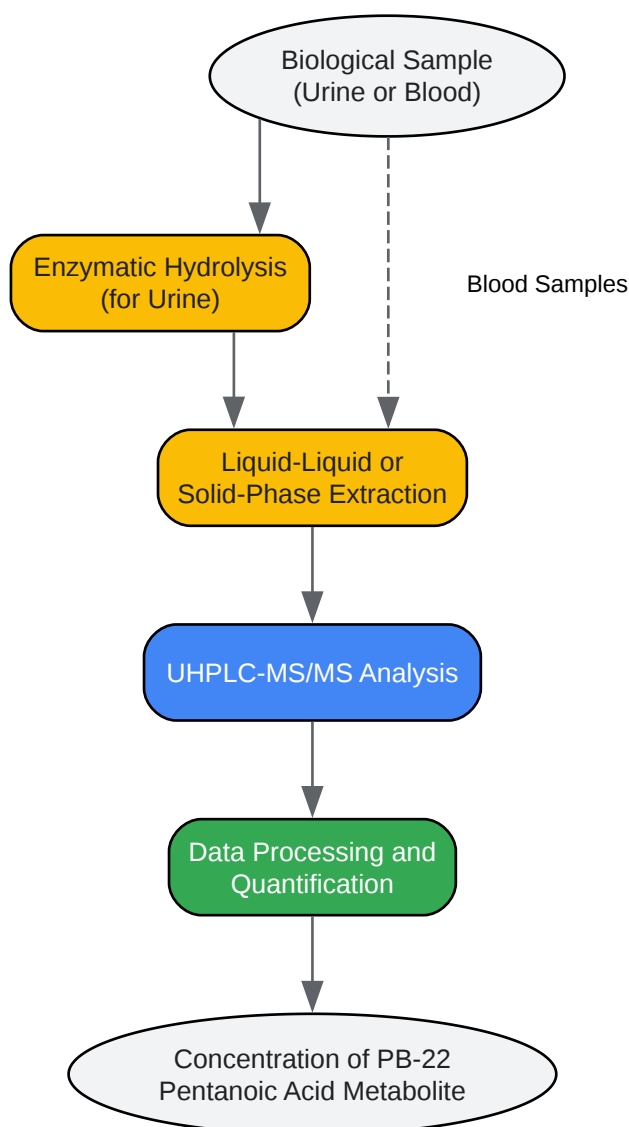 Biological Sample
(Urine or Blood)
Enzymatic Hydrolysis
(for Urine)
Blood Samples
Liquid-Liquid or
Solid-Phase Extraction
UHPLC-MS/MS Analysis
Data Processing and
Quantification
Concentration of PB-22
Pentanoic Acid Metabolite